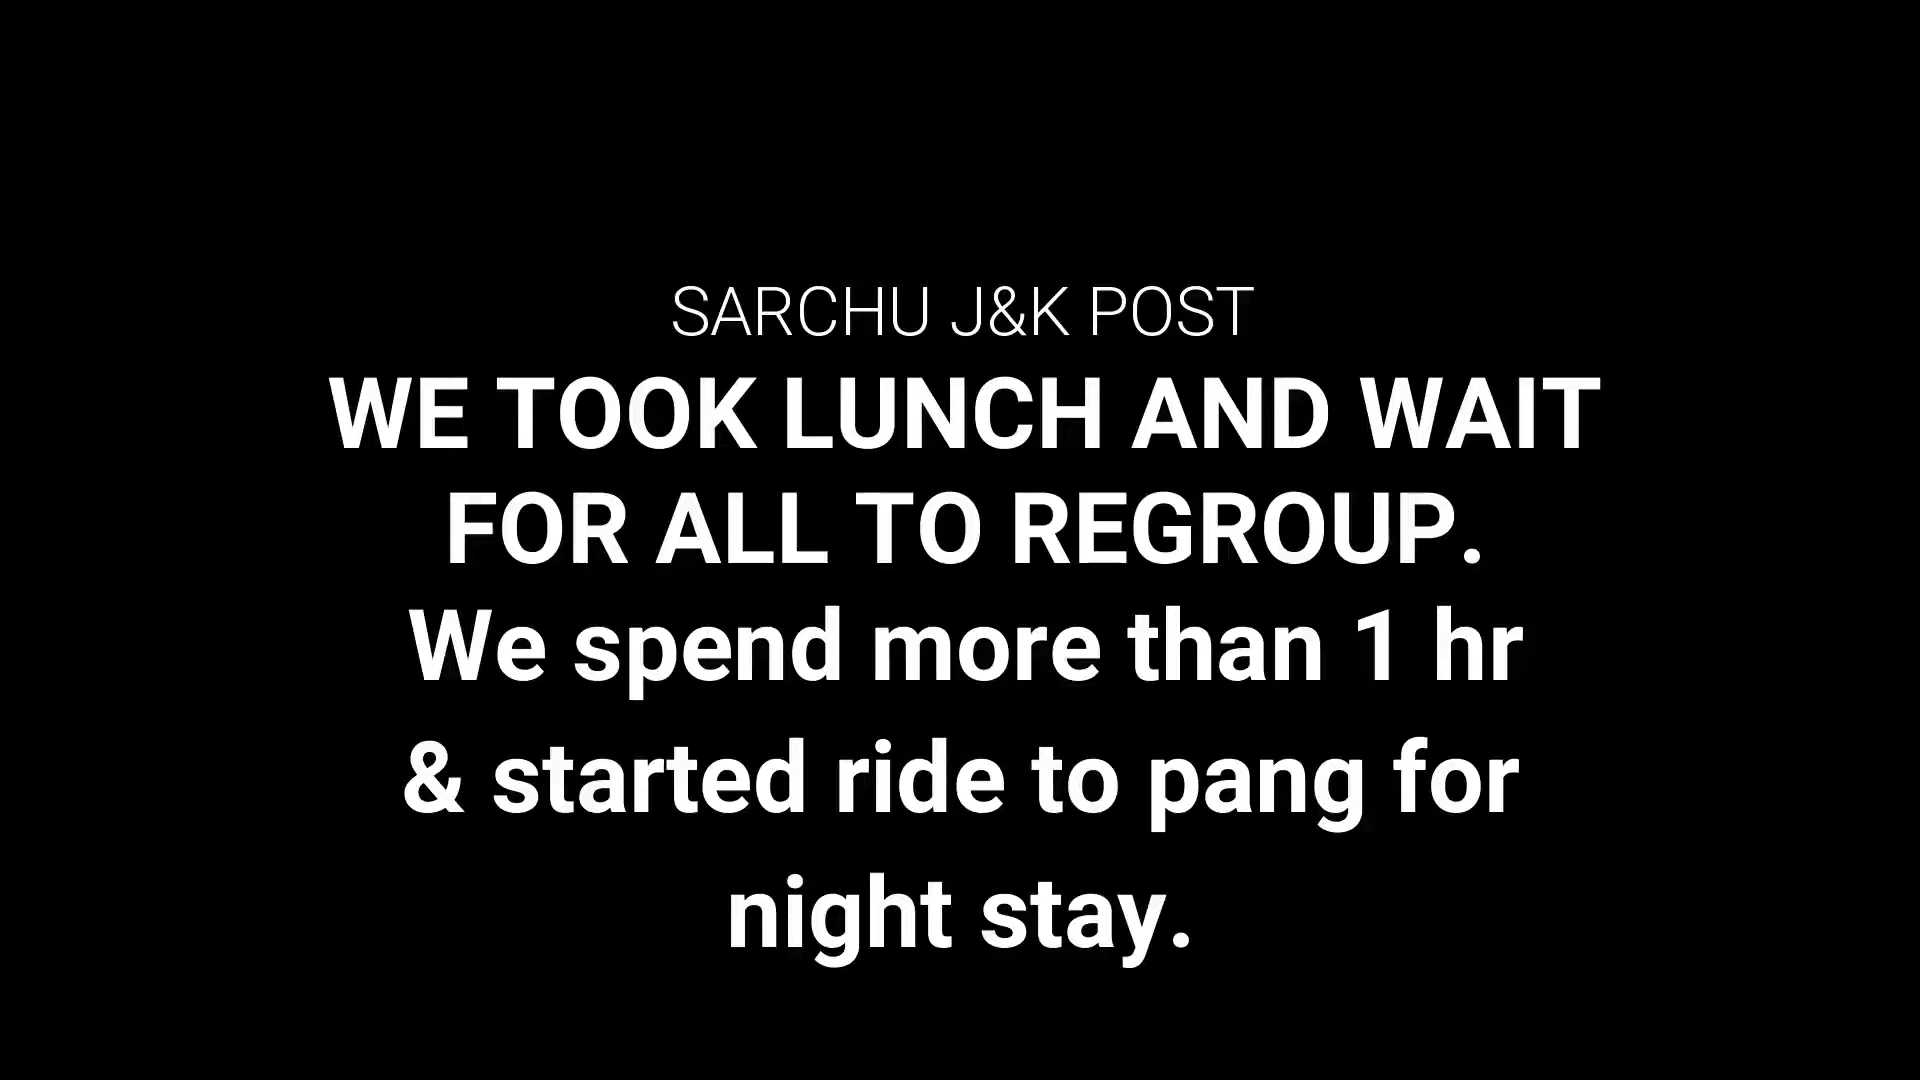 SARCHU J&K POST
WE TOOK LUNCH AND WAIT
FOR ALL TO REGROUP.
We spend more than 1 hr
& started ride to pang for
night stay.